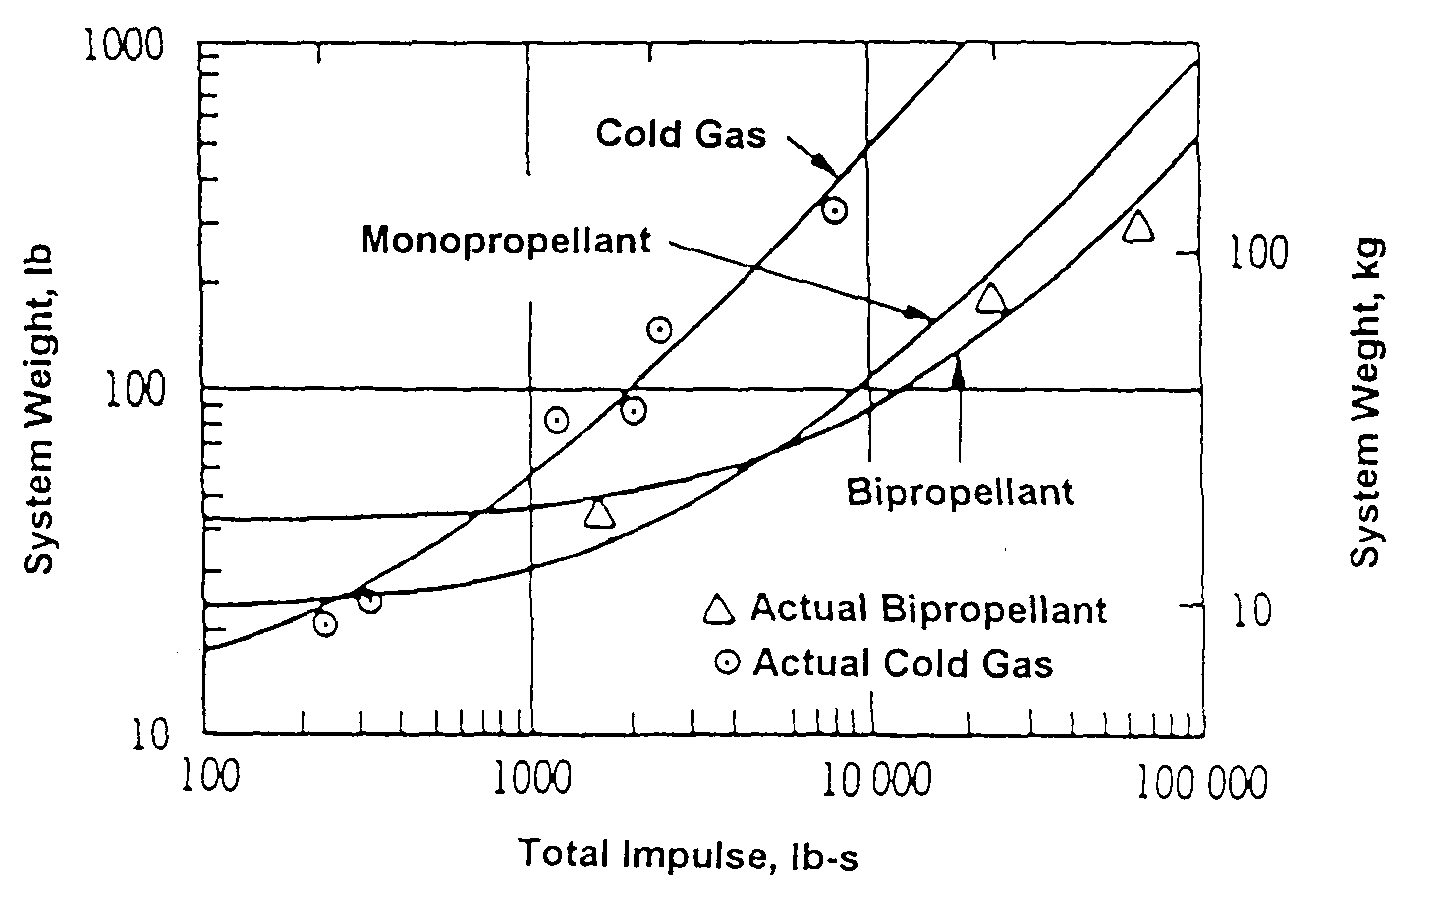 1000
Cold Gas
Monopropellant
100
100
System Weight, lb
System Weght, kg
Bipropellant
Actual Bipropellant
10
Actual Cold Gas
10
100
1000
10 000
100 000
Total Impulse, lb-s